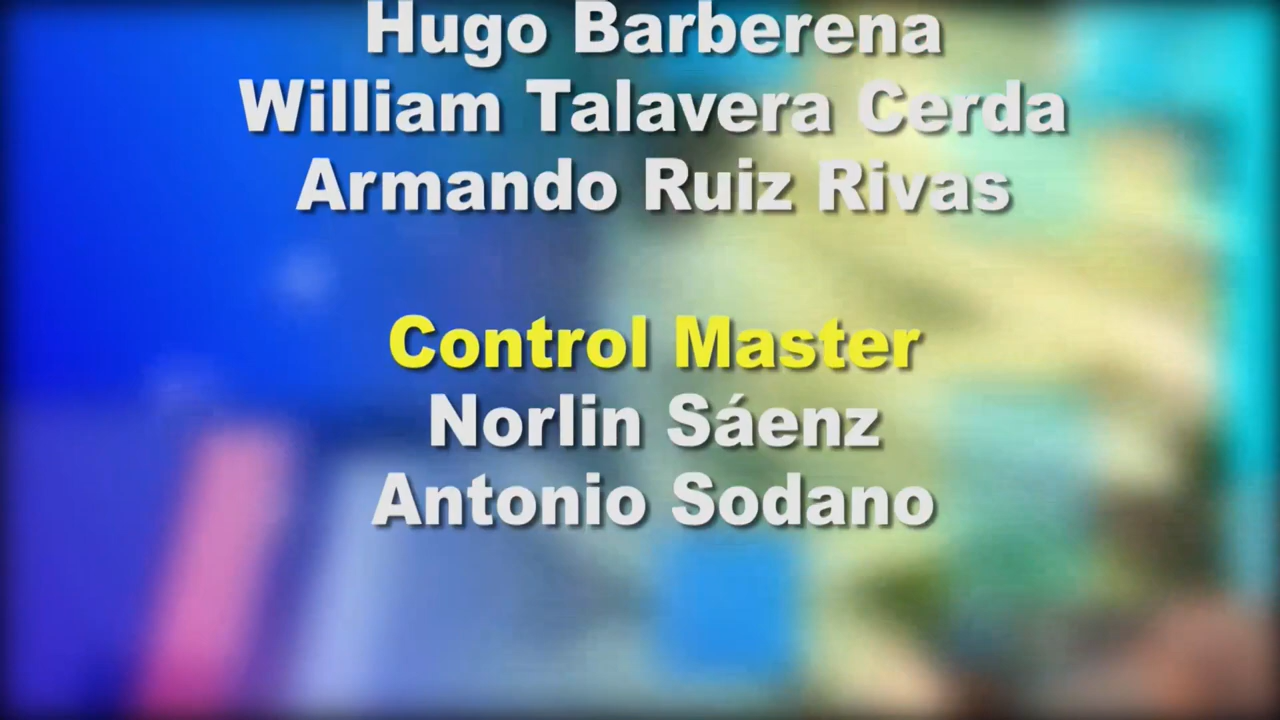 Hugo Barberena
William Talavera Cerda
Armando Ruiz Rivas
Control Master
Norlin Sáenz
Antonio Sodano